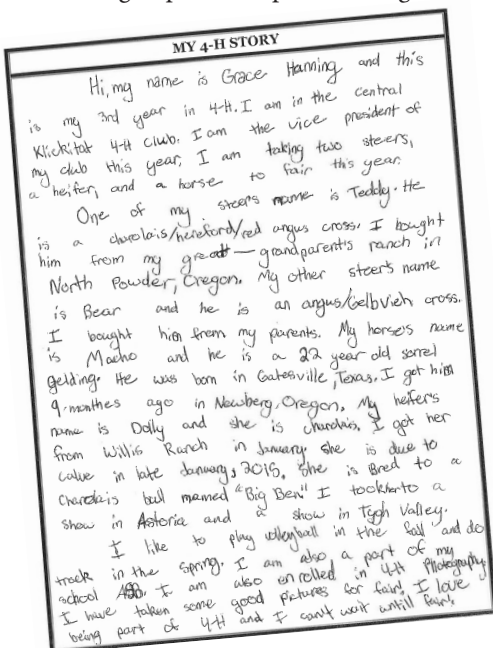 MY 4-H STORY
Hi, my name is Grace Hanning and this
is my 3rd year in 4-H. I am in the central
Klickitat 4-H club. I am the vice president of
my club this year. I am taking two steers,
a heifer, and a horse to fair this year.
One of my steers name is Teddy. He
is a charolais/hereford/red angus cross. I bought
him from my great-grandparent's ranch in
North Powder, Oregon. My other steer's name
is Bear and he is an angus/Gelbvieh cross.
I bought him from my parents. My horse's name
is Macho and he is a 22 year old sorrel
gelding. He was born in Gatesville, Texas. I got him
9-monthes ago in Newberg, Oregon. My heifer's
name is Dolly and she is charolais. I got her
from Willis Ranch in January. she is due to
calve in late January, 2015. She is Bred to a
Charolais bull mamed "Big Ben" I took her to a
show in Astoria and a show in Tygh Valley.
I like to play volleyball in the fall and do
track in the spring. I am also a part of my
school I am also enrolled in 4-H Photography.
I have taken some good pictures for fair! I love
being part of 4-H and I can't wait untill fair!